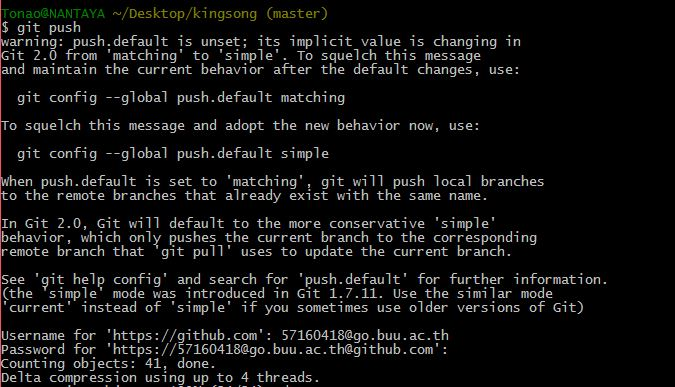 Tonao@NANTAYA ~/Desktop/kingsong (master)
$ git push
warning: push.default is unset; its implicit value is changing in
Git 2.0 from 'matching' to 'simple'. To squelch this message
and maintain the current behavior after the default changes, use:
git config --global push.default matching
To squelch this message and adopt the new behavior now, use:
git config --global push.default simple
When push.default is set to 'matching', git will push local branches
to the remote branches that already exist with the same name.
In Git 2.0, Git will default to the more conservative 'simple'
behavior, which only pushes the current branch to the corresponding
remote branch that 'git pull' uses to update the current branch.
See 'git help config' and search for 'push.default' for further information.
(the 'simple' mode was introduced in Git 1.7.11. Use the similar mode
'current' instead of 'simple' if you sometimes use older versions of Git)
Username for 'https://github.com': 57160418@go.buu.ac.th
Password for 'https://57160418@go.buu.ac.th@github.com':
Counting objects: 41, done.
Delta compression using up to 4 threads.